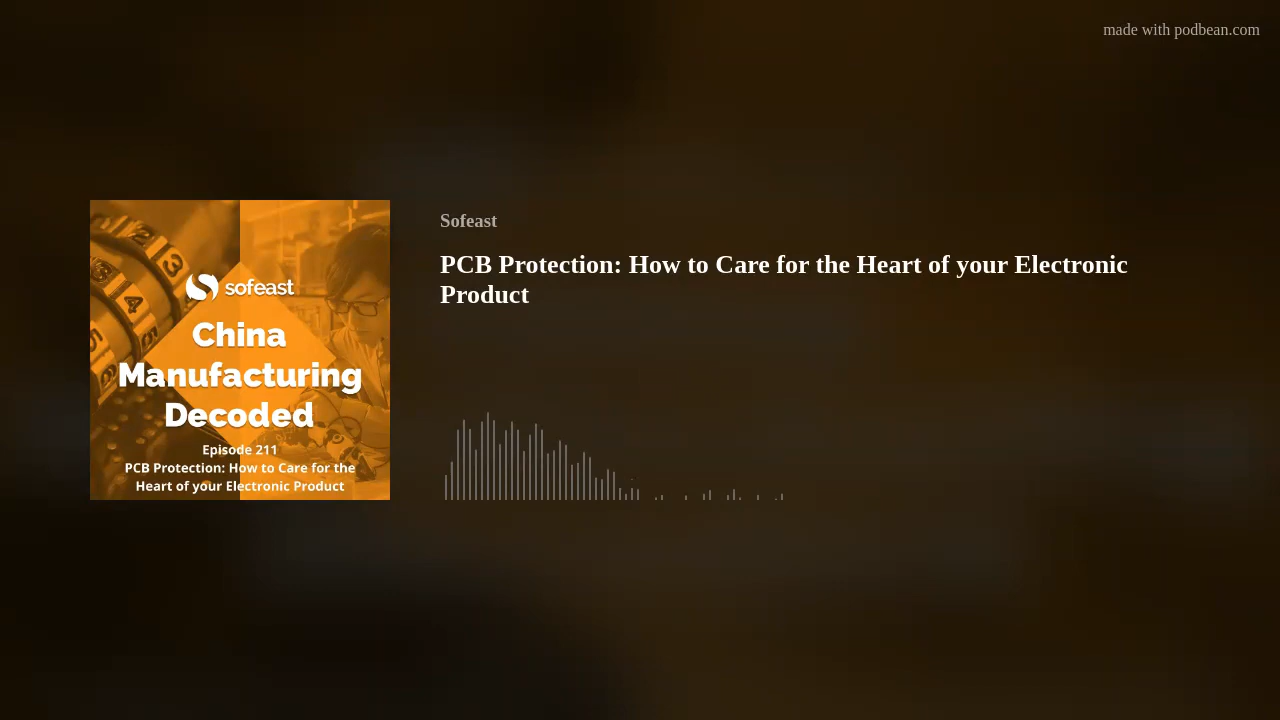 made with podbean.com
sofeast
China
Manufacturing
Decoded
Episode 211
PCB Protection: How to Care for the
Heart of your Electronic Product
Sofeast
PCB Protection: How to Care for the Heart of your Electronic
Product